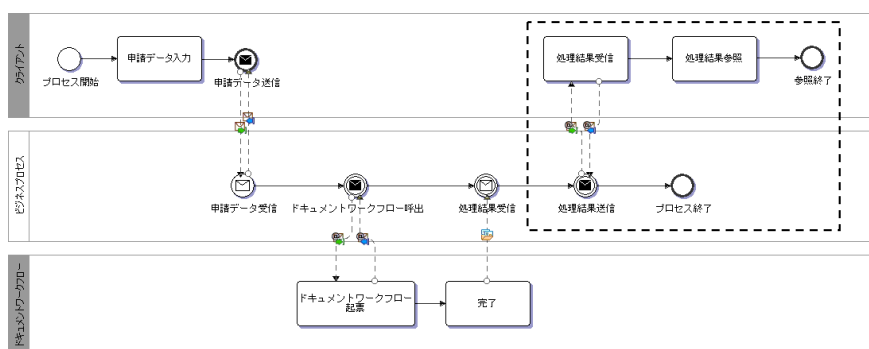 クライアント
プロセス開始
申請データ入力
申請データ送信
処理結果受信
処理結果参照
参照終了
ビジネスプロセス
申請データ受信
ドキュメントワークフロー呼出
処理結果受信
処理結果送信
プロセス終了
ドキュメントワークフロー
ドキュメントワークフロー
起票
完了